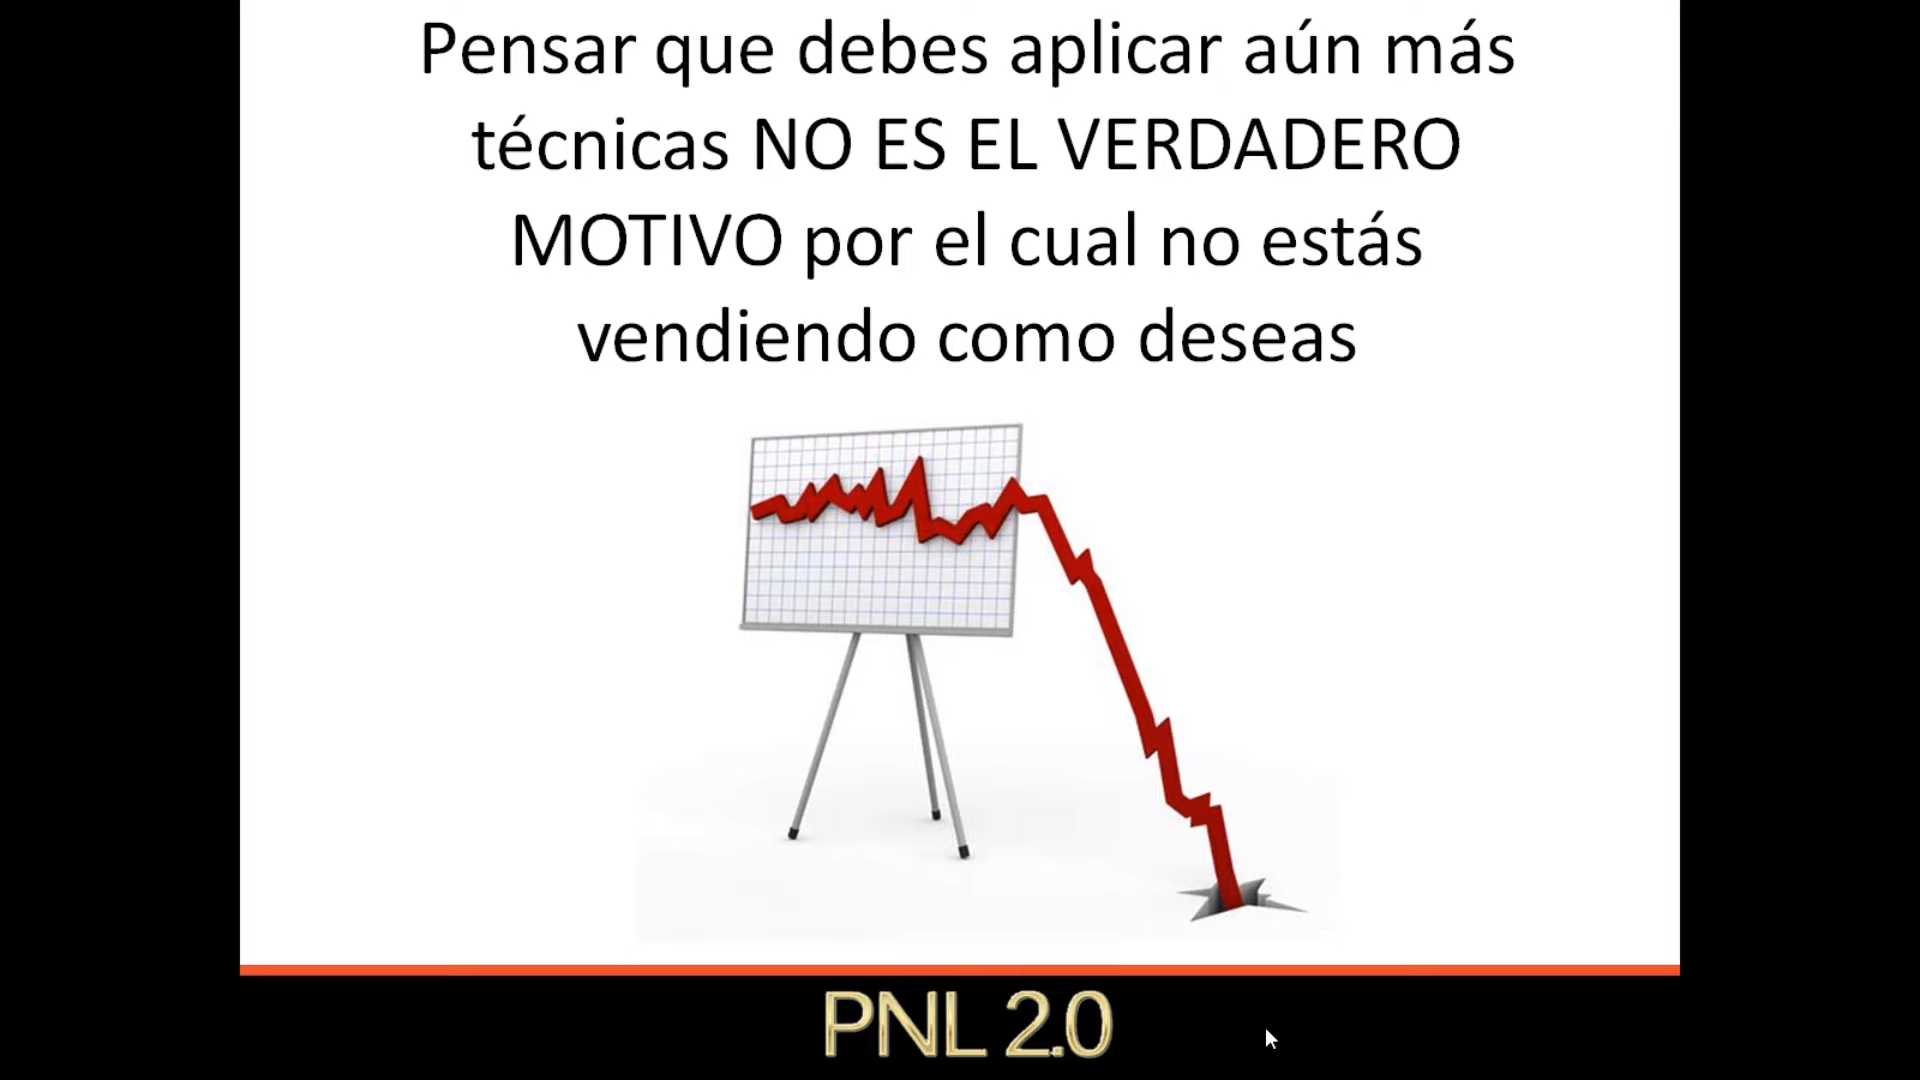 Pensar que debes aplicar aún más
técnicas NO ES EL VERDADERO
MOTIVO por el cual no estás
vendiendo como deseas
PNL 2.0